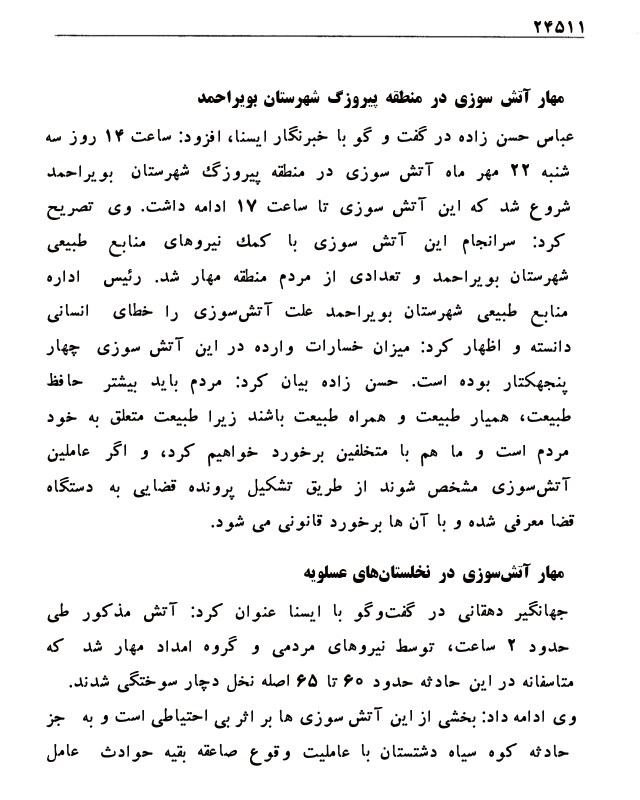 ۲۴۵۱۱
مهار آتش سوزی در منطقه پیروزگ شهرستان بویراحمد
عباس حسن زاده در گفت و گو با خبرنگار ایسنا، افزود: ساعت ۱۴ روز سه
شنبه ۲۲ مهر ماه آتش سوزی در منطقه پیروزگ شهرستان بویراحمد
شروع شد که این آتش سوزی تا ساعت ۱۷ ادامه داشت. وی تصریح
کرد: سرانجام این آتش سوزی با کمک نیروهای منابع طبیعی
شهرستان بویراحمد و تعدادی از مردم منطقه مهار شد. رئیس اداره
منابع طبیعی شهرستان بویراحمد علت آتش‌سوزی را خطای انسانی
دانسته و اظهار کرد: میزان خسارات وارده در این آتش سوزی چهار
پنجهکتار بوده است. حسن زاده بیان کرد: مردم باید بیشتر حافظ
طبیعت، همیار طبیعت و همراه طبیعت باشند زیرا طبیعت متعلق به خود
مردم است و ما هم با متخلفین برخورد خواهیم کرد، و اگر عاملین
آتش‌سوزی مشخص شوند از طریق تشکیل پرونده قضایی به دستگاه
قضا معرفی شده و با آن ها برخورد قانونی می شود.
مهار آتش‌سوزی در نخلستان‌های عسلویه
جهانگیر دهقانی در گفت‌وگو با ایسنا عنوان کرد: آتش مذکور طی
حدود ۲ ساعت، توسط نیروهای مردمی و گروه امداد مهار شد که
متاسفانه در این حادثه حدود ۶۰ تا ۶۵ اصله نخل دچار سوختگی شدند.
وی ادامه داد: بخشی از این آتش سوزی ها بر اثر بی احتیاطی است و به جز
حادثه کوه سیاه دشتستان با عاملیت وقوع صاعقه بقیه حوادث عامل